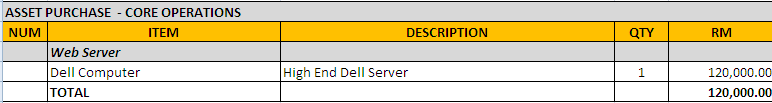 ASSET PURCHASE - CORE OPERATIONS
NUM ITEM DESCRIPTION QTY RM
Web Server
Dell Computer High End Dell Server 1 120,000.00
TOTAL 120,000.00